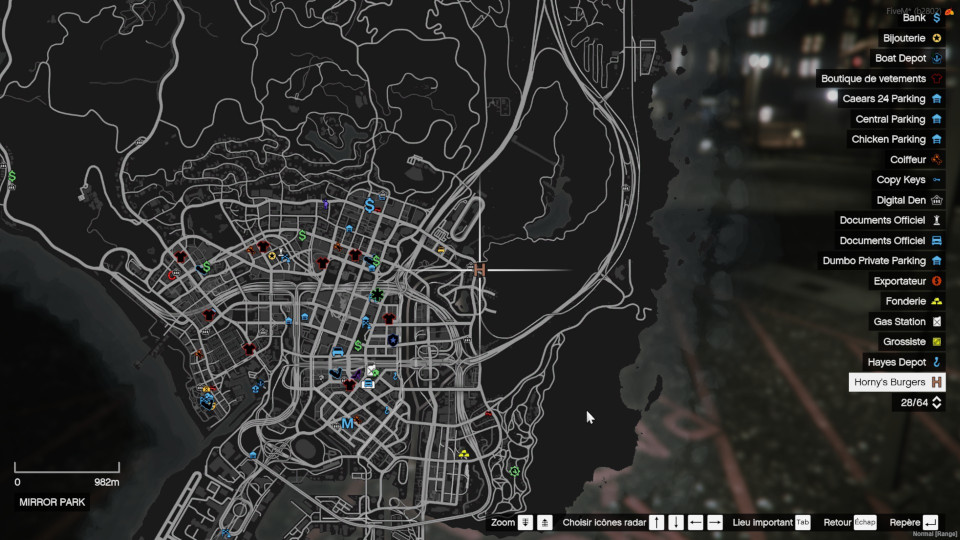 FiveM® (b2802)
Bank
Bijouterie
Boat Depot
Boutique de vetements
Caears 24 Parking
Central Parking
Chicken Parking
Coiffeur
Copy Keys
Digital Den
Documents Officiel
Documents Officiel
Dumbo Private Parking
Exportateur
Fonderie
Gas Station
Grossiste
Hayes Depot
Horny's Burgers
28/64
0 982m
MIRROR PARK
Zoom Choisir icônes radar Lieu important Tab Retour Échap Repère
Normal [Range]